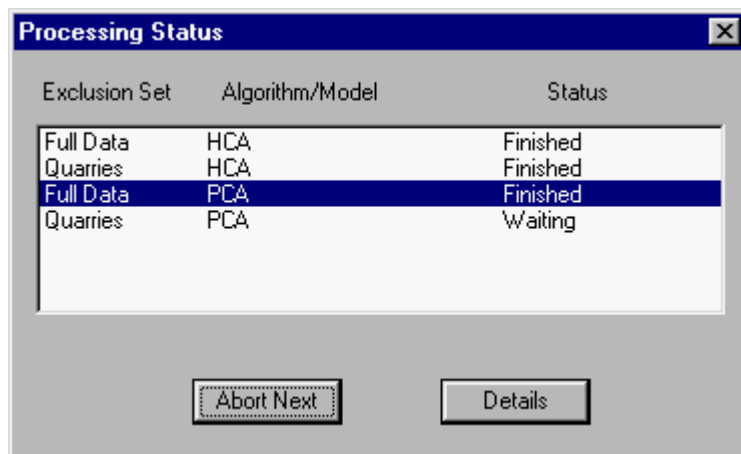 Processing Status
Exclusion Set Algorithm/Model Status
Full Data HCA Finished
Quarries HCA Finished
Full Data PCA Finished
Quarries PCA Waiting
Abort Next Details